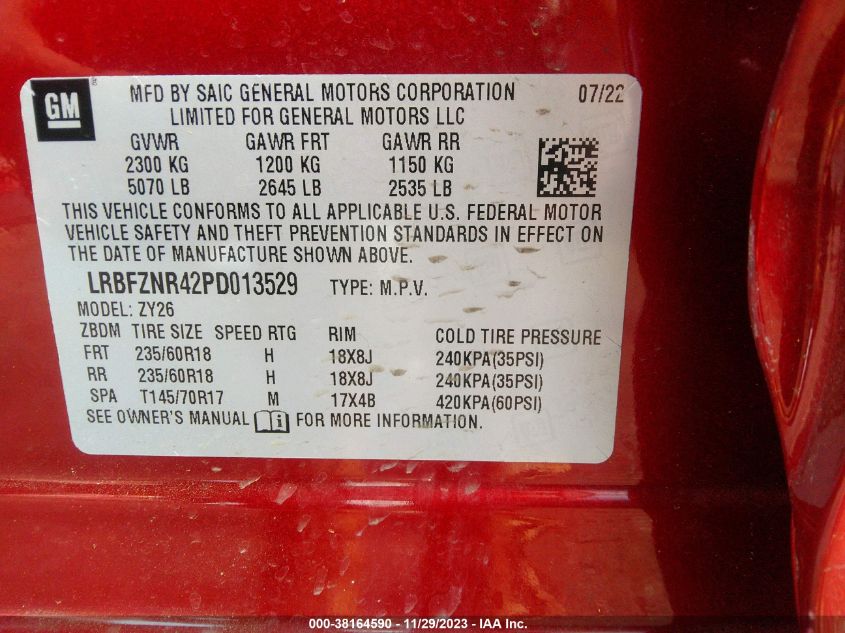 GM
MFD BY SAIC GENERAL MOTORS CORPORATION 07/22
LIMITED FOR GENERAL MOTORS LLC
GVWR GAWR FRT GAWR RR
2300 KG 1200 KG 1150 KG
5070 LB 2645 LB 2535 LB
THIS VEHICLE CONFORMS TO ALL APPLICABLE U.S. FEDERAL MOTOR
VEHICLE SAFETY AND THEFT PREVENTION STANDARDS IN EFFECT ON
THE DATE OF MANUFACTURE SHOWN ABOVE.
LRBFZNR42PD013529 TYPE: M.P.V.
MODEL: ZY26
ZBDM TIRE SIZE SPEED RTG RIM COLD TIRE PRESSURE
FRT 235/60R18 H 18X8J 240KPA(35PSI)
RR 235/60R18 H 18X8J 240KPA(35PSI)
SPA T145/70R17 M 17X4B 420KPA(60PSI)
SEE OWNER'S MANUAL i FOR MORE INFORMATION.
000-38164590 - 11/29/2023 - IAA Inc.